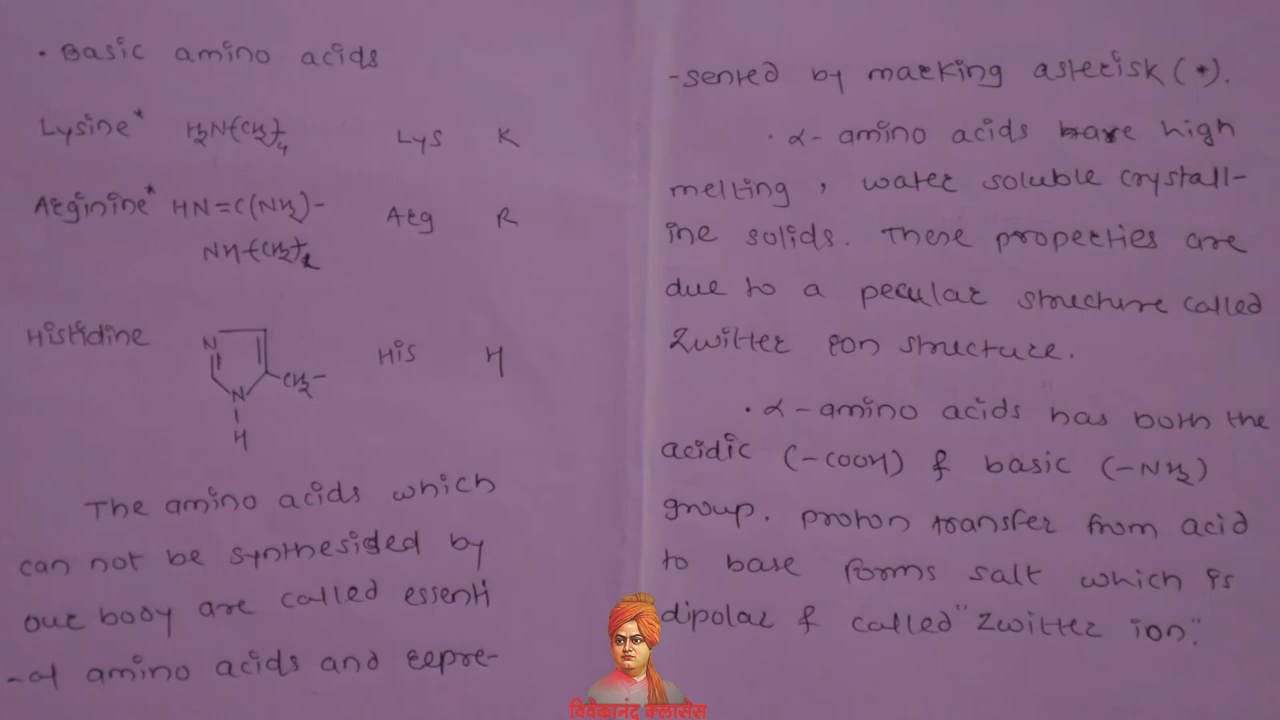 • Basic amino acids
Lysine* H₂N-(CH₂)₄ Lys K
Arginine* HN=C(NH₂)-
NH-(CH₂)₂ Arg R
Histidine His H
N
CH₂-
N
H
The amino acids which
can not be synthesided by
our body are called essenti
-al amino acids and repre-
-sented by marking asterisk (*).
• α- amino acids have high
melting, water soluble crystall-
ine solids. These properties are
due to a pecular structure called
Zwitter ion structure.
• α-amino acids has both the
acidic (-COOH) & basic (-NH₂)
group. proton transfer from acid
to base forms salt which is
dipolar & called "Zwitter ion".
विवेकानंद क्लासेस